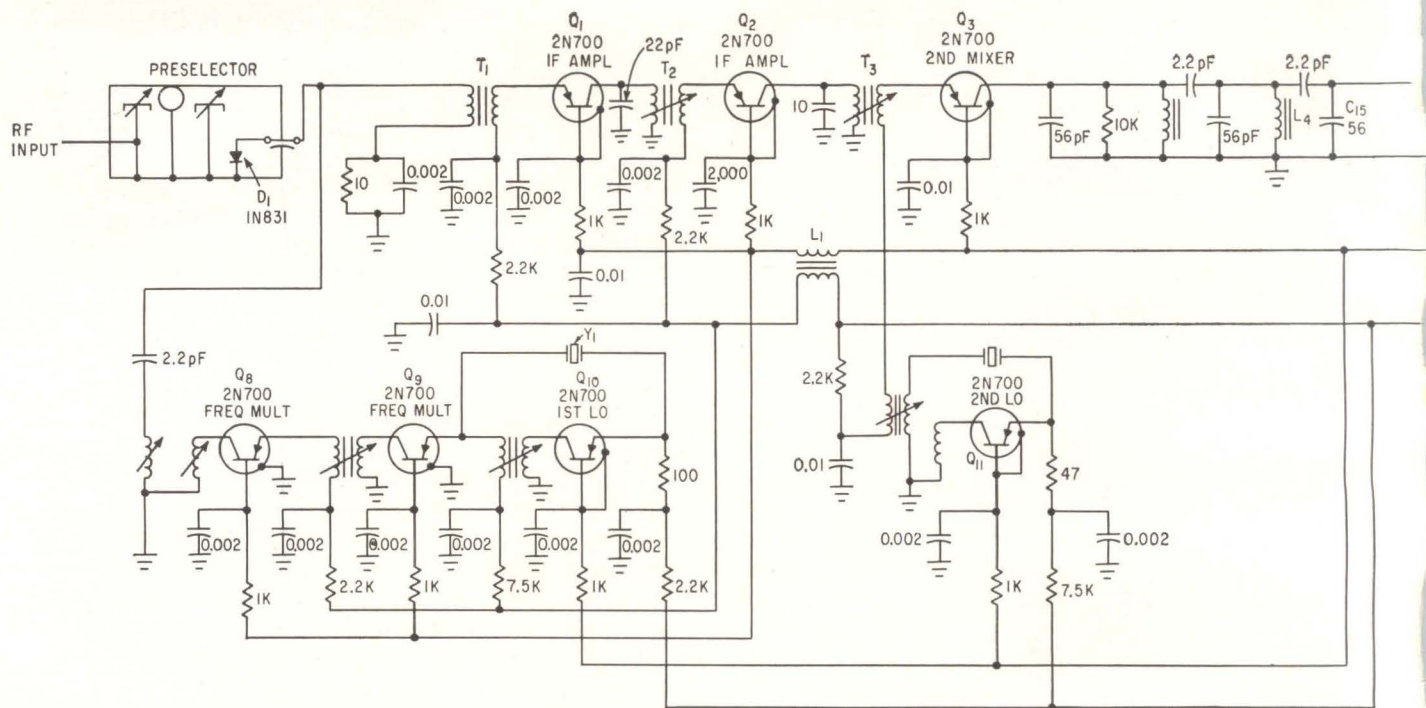 PRESELECTOR
RF
INPUT
D1
IN831
T1
Q1
2N700
IF AMPL
22pF
T2
Q2
2N700
IF AMPL
T3
Q3
2N700
2ND MIXER
2.2 pF
2.2 pF
10
0.002
0.002
0.002
0.002
2,000
10
0.01
56pF
10K
56pF
L4
C15
56
1K
2.2K
1K
1K
L1
2.2K
0.01
0.01
Y1
2.2pF
Q8
2N700
FREQ MULT
Q9
2N700
FREQ MULT
Q10
2N700
1ST LO
2.2K
2N700
2ND LO
Q11
0.01
100
47
0.002
0.002
0.002
0.002
0.002
0.002
0.002
0.002
1K
2.2K
1K
7.5K
1K
2.2K
1K
7.5K